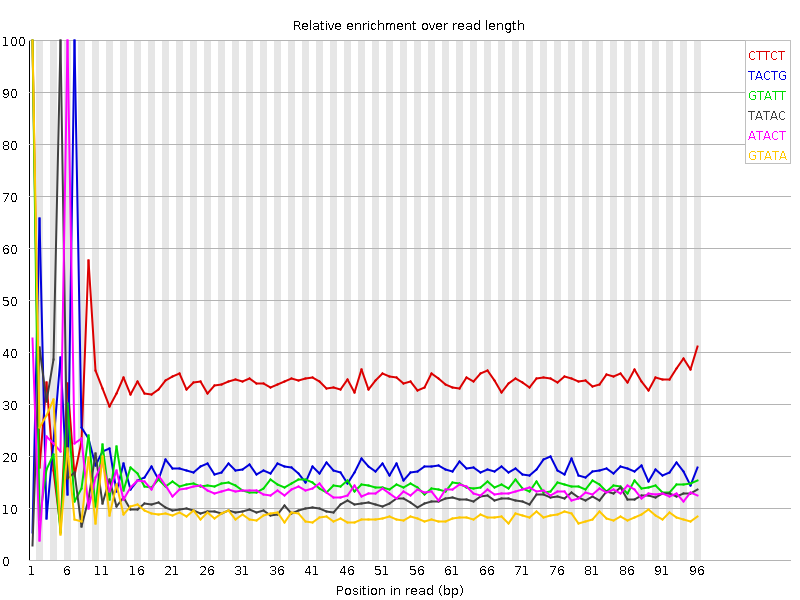 Relative enrichment over read length
100
90
80
70
60
50
40
30
20
10
0
CTTCT
TACTG
GTATT
TATAC
ATACT
GTATA
1 6 11 16 21 26 31 36 41 46 51 56 61 66 71 76 81 86 91 96
Position in read (bp)